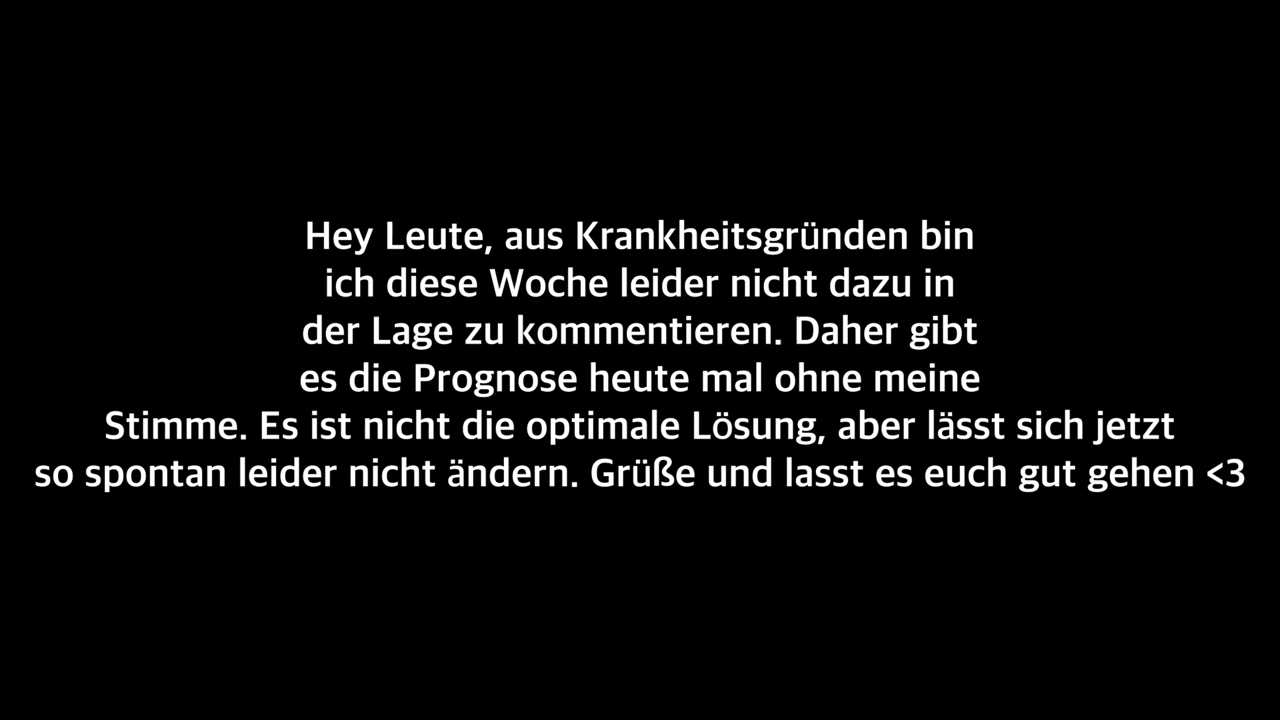 Hey Leute, aus Krankheitsgründen bin
ich diese Woche leider nicht dazu in
der Lage zu kommentieren. Daher gibt
es die Prognose heute mal ohne meine
Stimme. Es ist nicht die optimale Lösung, aber lässt sich jetzt
so spontan leider nicht ändern. Grüße und lasst es euch gut gehen <3